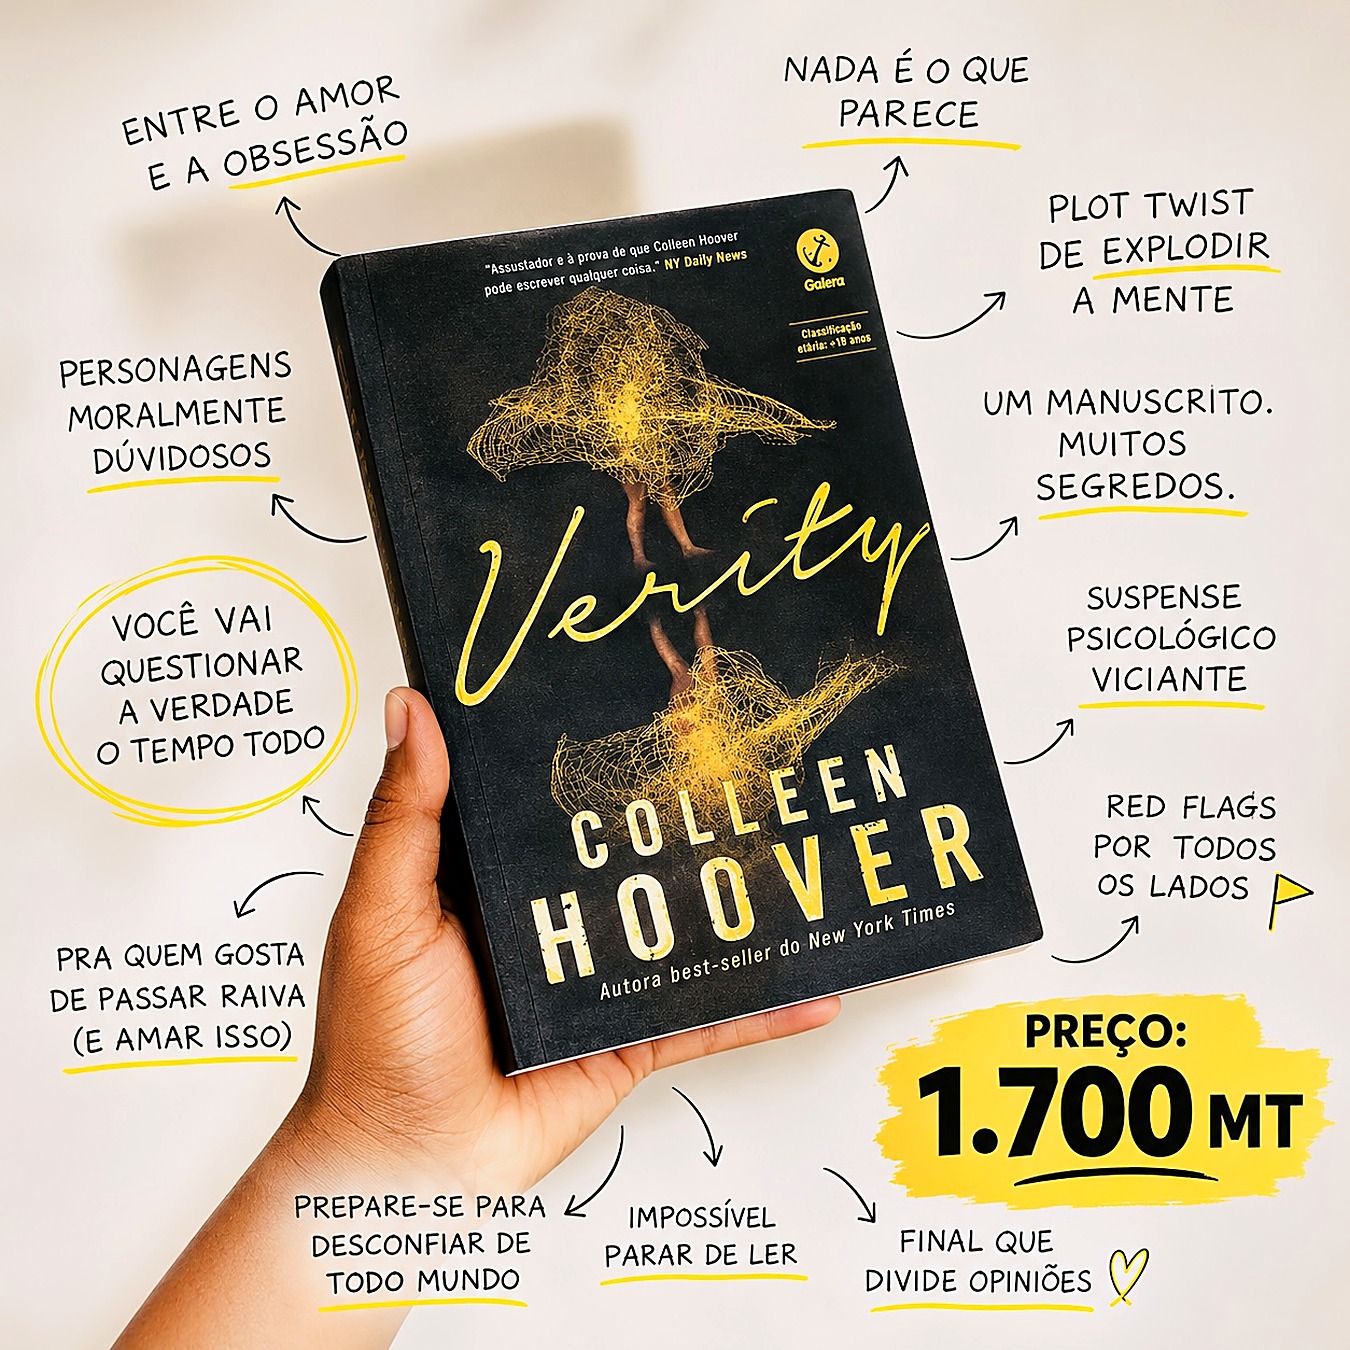 ENTRE O AMOR
E A OBSESSÃO
NADA É O QUE
PARECE
PLOT TWIST
DE EXPLODIR
A MENTE
PERSONAGENS
MORALMENTE
DÚVIDOSOS
UM MANUSCRITO.
MUITOS
SEGREDOS.
VOCÊ VAI
QUESTIONAR
A VERDADE
O TEMPO TODO
SUSPENSE
PSICOLÓGICO
VICIANTE
RED FLAGS
POR TODOS
OS LADOS
PRA QUEM GOSTA
DE PASSAR RAIVA
(E AMAR ISSO)
"Assustador e à prova de que Colleen Hoover
pode escrever qualquer coisa." NY Daily News
Galera
Classificação
etária: +18 anos
Verity
COLLEEN
HOOVER
Autora best-seller do New York Times
PREÇO:
1.700 MT
PREPARE-SE PARA
DESCONFIAR DE
TODO MUNDO
IMPOSSÍVEL
PARAR DE LER
FINAL QUE
DIVIDE OPINIÕES